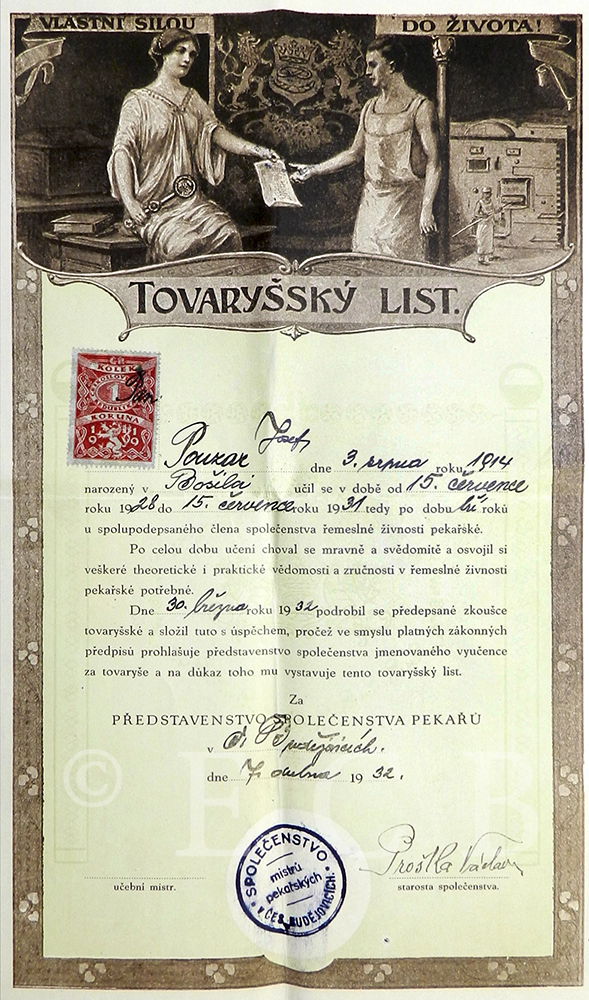 VLASTNÍ SILOU DO ŽIVOTA!
TOVARYŠSKÝ LIST.
KOLEK
1
KORUNA
1919
Pouzar Josef dne 3. srpna roku 1914
narozený v Bošilci učil se v době od 15. července
roku 1928 do 15. července roku 1931 tedy po dobu tří roků
u spolupodepsaného člena společenstva řemeslné živnosti pekařské.
Po celou dobu učení choval se mravně a svědomitě a osvojil si
veškeré theoretické i praktické vědomosti a zručnosti v řemeslné živnosti
pekařské potřebné.
Dne 30. března roku 1932 podrobil se předepsané zkoušce
tovaryšské a složil tuto s úspěchem, pročež ve smyslu platných zákonných
předpisů prohlašuje představenstvo společenstva jmenovaného vyučence
za tovaryše a na důkaz toho mu vystavuje tento tovaryšský list.
Za
PŘEDSTAVENSTVO SPOLEČENSTVA PEKAŘŮ
v Č. Budějovicích.
dne 7. dubna 1932.
© ECB
SPOLEČENSTVO
mistrů
pekařských
v ČES. BUDĚJOVICÍCH.
Proška Václav
učební mistr. starosta společenstva.